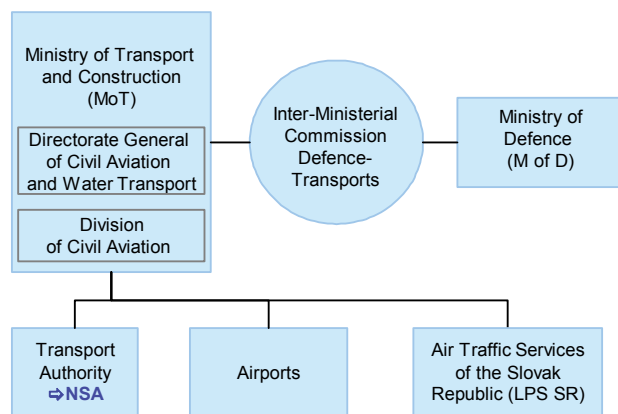 Ministry of Transport
and Construction
(MoT)
Directorate General
of Civil Aviation
and Water Transport
Division
of Civil Aviation
Inter-Ministerial
Commission
Defence-
Transports
Ministry of
Defence
(M of D)
Transport
Authority
⇨NSA
Airports
Air Traffic Services
of the Slovak
Republic (LPS SR)